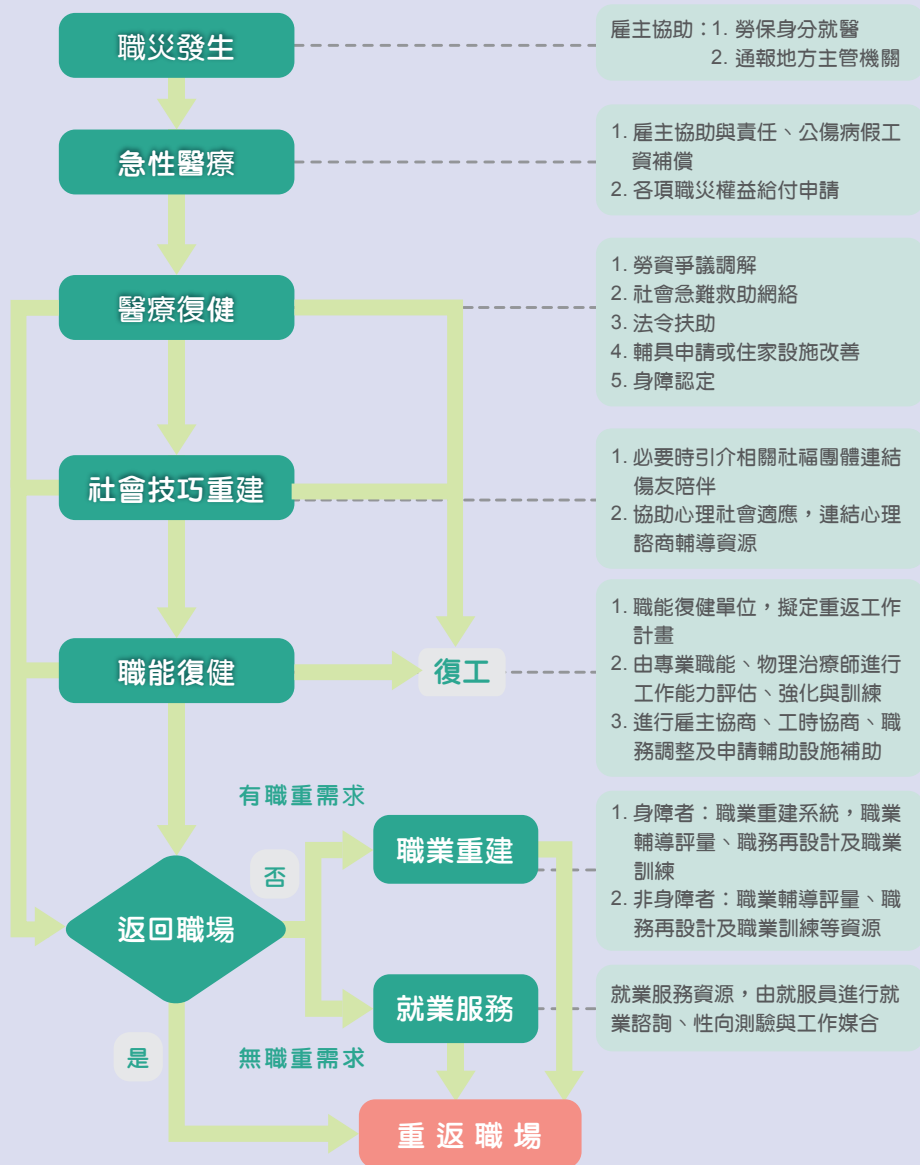 職災發生
雇主協助：1. 勞保身分就醫
2. 通報地方主管機關
急性醫療
1. 雇主協助與責任、公傷病假工
資補償
2. 各項職災權益給付申請
醫療復健
1. 勞資爭議調解
2. 社會急難救助網絡
3. 法令扶助
4. 輔具申請或住家設施改善
5. 身障認定
社會技巧重建
1. 必要時引介相關社福團體連結
傷友陪伴
2. 協助心理社會適應，連結心理
諮商輔導資源
職能復健
復工
1. 職能復健單位，擬定重返工作
計畫
2. 由專業職能、物理治療師進行
工作能力評估、強化與訓練
3. 進行雇主協商、工時協商、職
務調整及申請輔助設施補助
有職重需求
職業重建
1. 身障者：職業重建系統，職業
輔導評量、職務再設計及職業
訓練
2. 非身障者：職業輔導評量、職
務再設計及職業訓練等資源
否
返回職場
就業服務
就業服務資源，由就服員進行就
業諮詢、性向測驗與工作媒合
是
無職重需求
重返職場